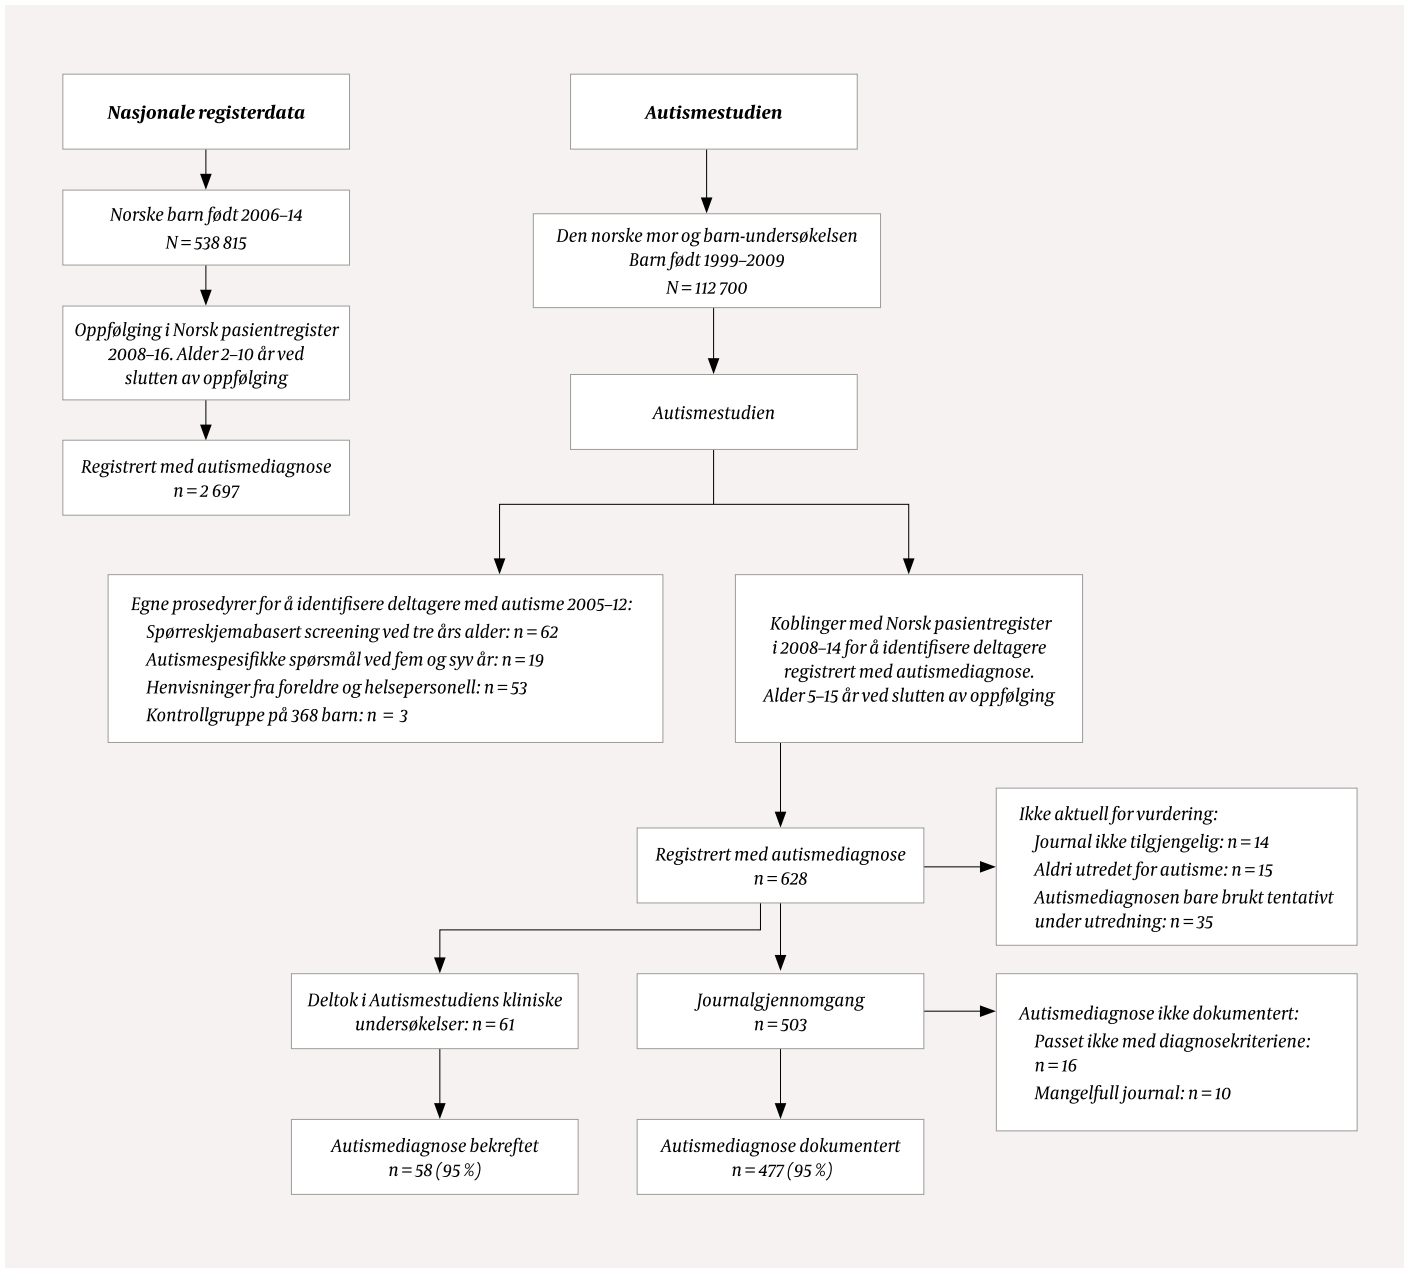 Nasjonale registerdata
Norske barn født 2006–14
N = 538 815
Oppfølging i Norsk pasientregister
2008–16. Alder 2–10 år ved
slutten av oppfølging
Registrert med autismediagnose
n = 2 697
Autismestudien
Den norske mor og barn-undersøkelsen
Barn født 1999–2009
N = 112 700
Autismestudien
Egne prosedyrer for å identifisere deltagere med autisme 2005–12:
Spørreskjemabasert screening ved tre års alder: n = 62
Autismespesifikke spørsmål ved fem og syv år: n = 19
Henvisninger fra foreldre og helsepersonell: n = 53
Kontrollgruppe på 368 barn: n = 3
Koblinger med Norsk pasientregister
i 2008–14 for å identifisere deltagere
registrert med autismediagnose.
Alder 5–15 år ved slutten av oppfølging
Registrert med autismediagnose
n = 628
Ikke aktuell for vurdering:
Journal ikke tilgjengelig: n = 14
Aldri utredet for autisme: n = 15
Autismediagnosen bare brukt tentativt
under utredning: n = 35
Deltok i Autismestudiens kliniske
undersøkelser: n = 61
Journalgjennomgang
n = 503
Autismediagnose ikke dokumentert:
Passet ikke med diagnosekriteriene:
n = 16
Mangelfull journal: n = 10
Autismediagnose bekreftet
n = 58 (95 %)
Autismediagnose dokumentert
n = 477 (95 %)